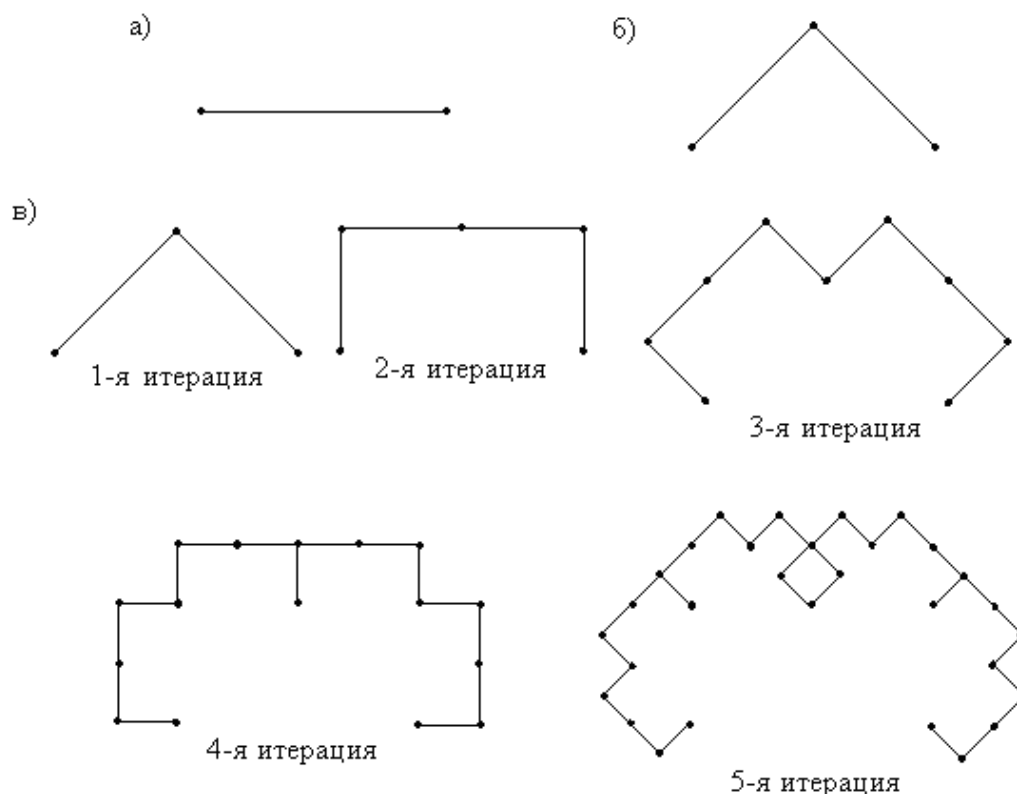 а)
б)
в)
1-я итерация
2-я итерация
3-я итерация
4-я итерация
5-я итерация